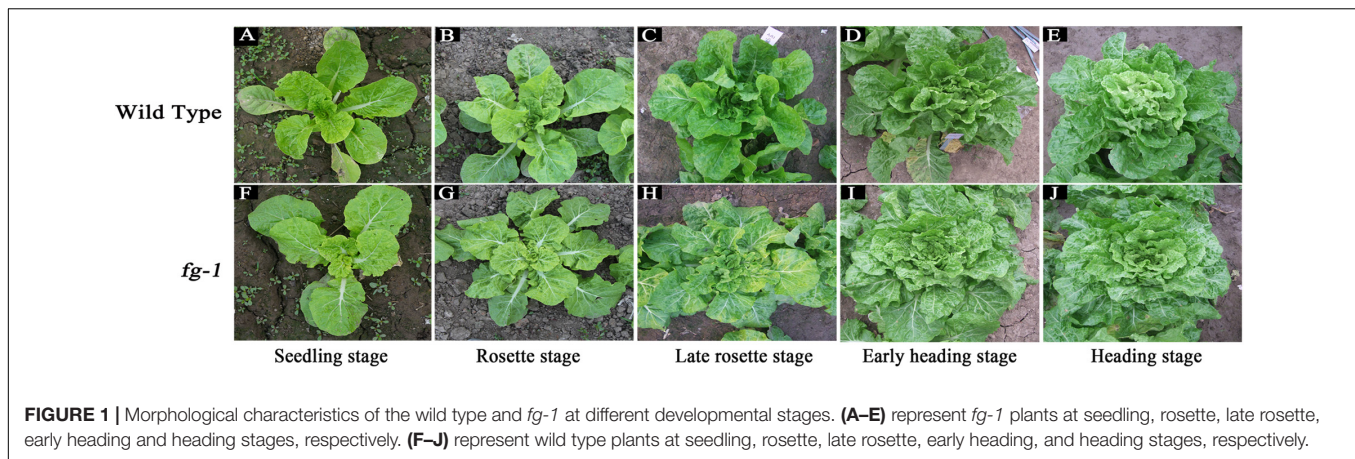 A B C D E
Wild Type
F G H I J
fg-1
Seedling stage Rosette stage Late rosette stage Early heading stage Heading stage
FIGURE 1 | Morphological characteristics of the wild type and fg-1 at different developmental stages. (A–E) represent fg-1 plants at seedling, rosette, late rosette,
early heading and heading stages, respectively. (F–J) represent wild type plants at seedling, rosette, late rosette, early heading, and heading stages, respectively.